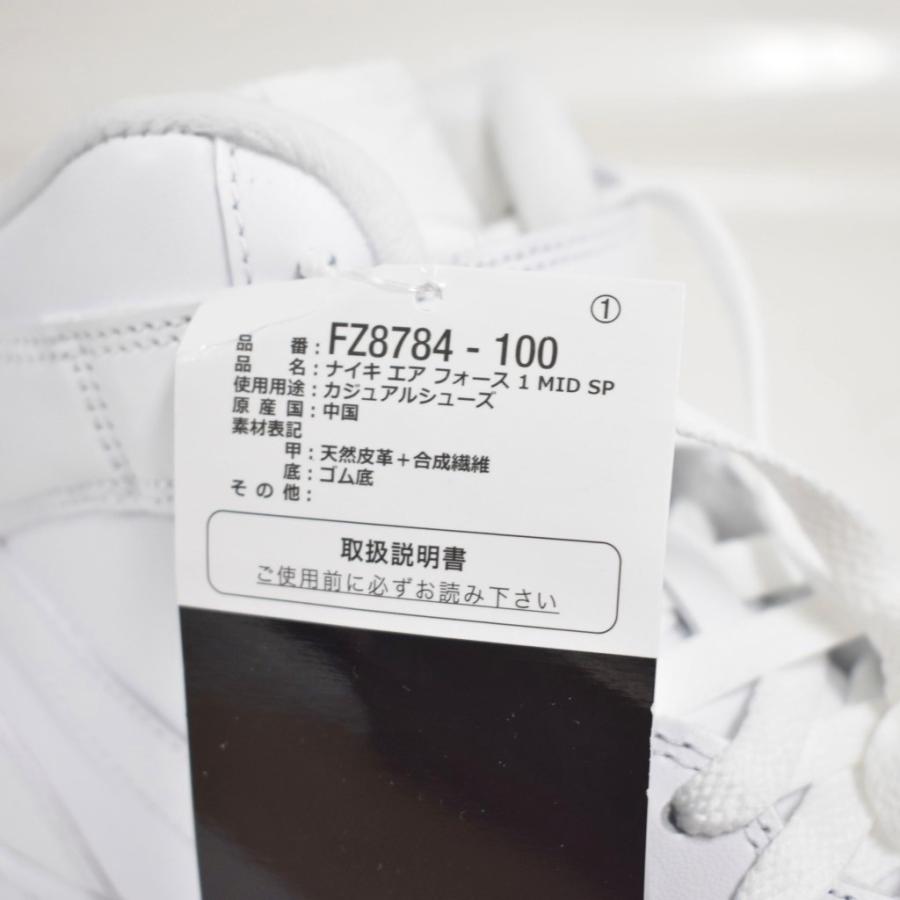 ①
品 番：FZ8784 - 100
品 名：ナイキ エア フォース 1 MID SP
使用用途：カジュアルシューズ
原 産 国：中国
素材表記
甲：天然皮革＋合成繊維
底：ゴム底
そ の 他：
取扱説明書
ご使用前に必ずお読み下さい